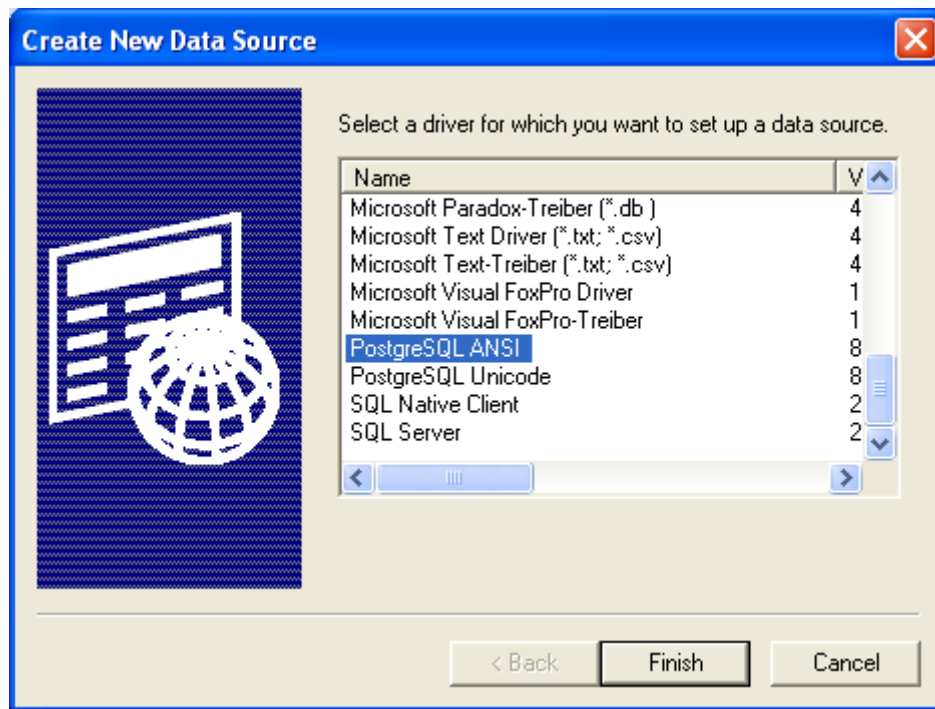 Create New Data Source
Select a driver for which you want to set up a data source.
Name V
Microsoft Paradox-Treiber (*.db ) 4
Microsoft Text Driver (*.txt; *.csv) 4
Microsoft Text-Treiber (*.txt; *.csv) 4
Microsoft Visual FoxPro Driver 1
Microsoft Visual FoxPro-Treiber 1
PostgreSQL ANSI 8
PostgreSQL Unicode 8
SQL Native Client 2
SQL Server 2
< Back Finish Cancel